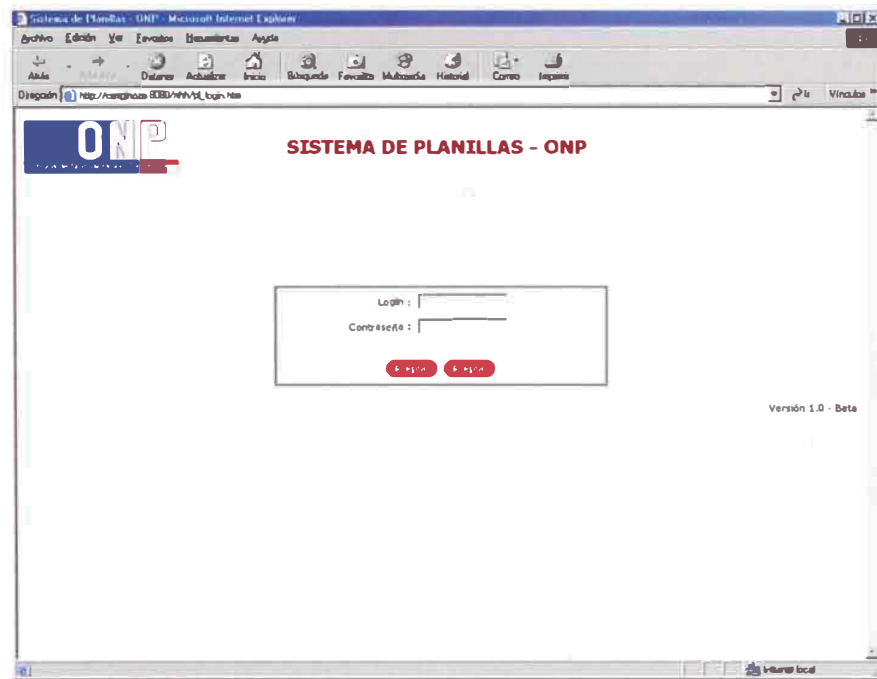 Sistema de Planillas - ONP - Microsoft Internet Explorer
Archivo Edición Ver Favoritos Herramientas Ayuda
Atrás Detener Actualizar Inicio Búsqueda Favoritos Multimedia Historial Correo Imprimir
Dirección Ir Vínculos »
ONP
SISTEMA DE PLANILLAS - ONP
Login :
Contraseña :
Versión 1.0 - Beta
Intranet local